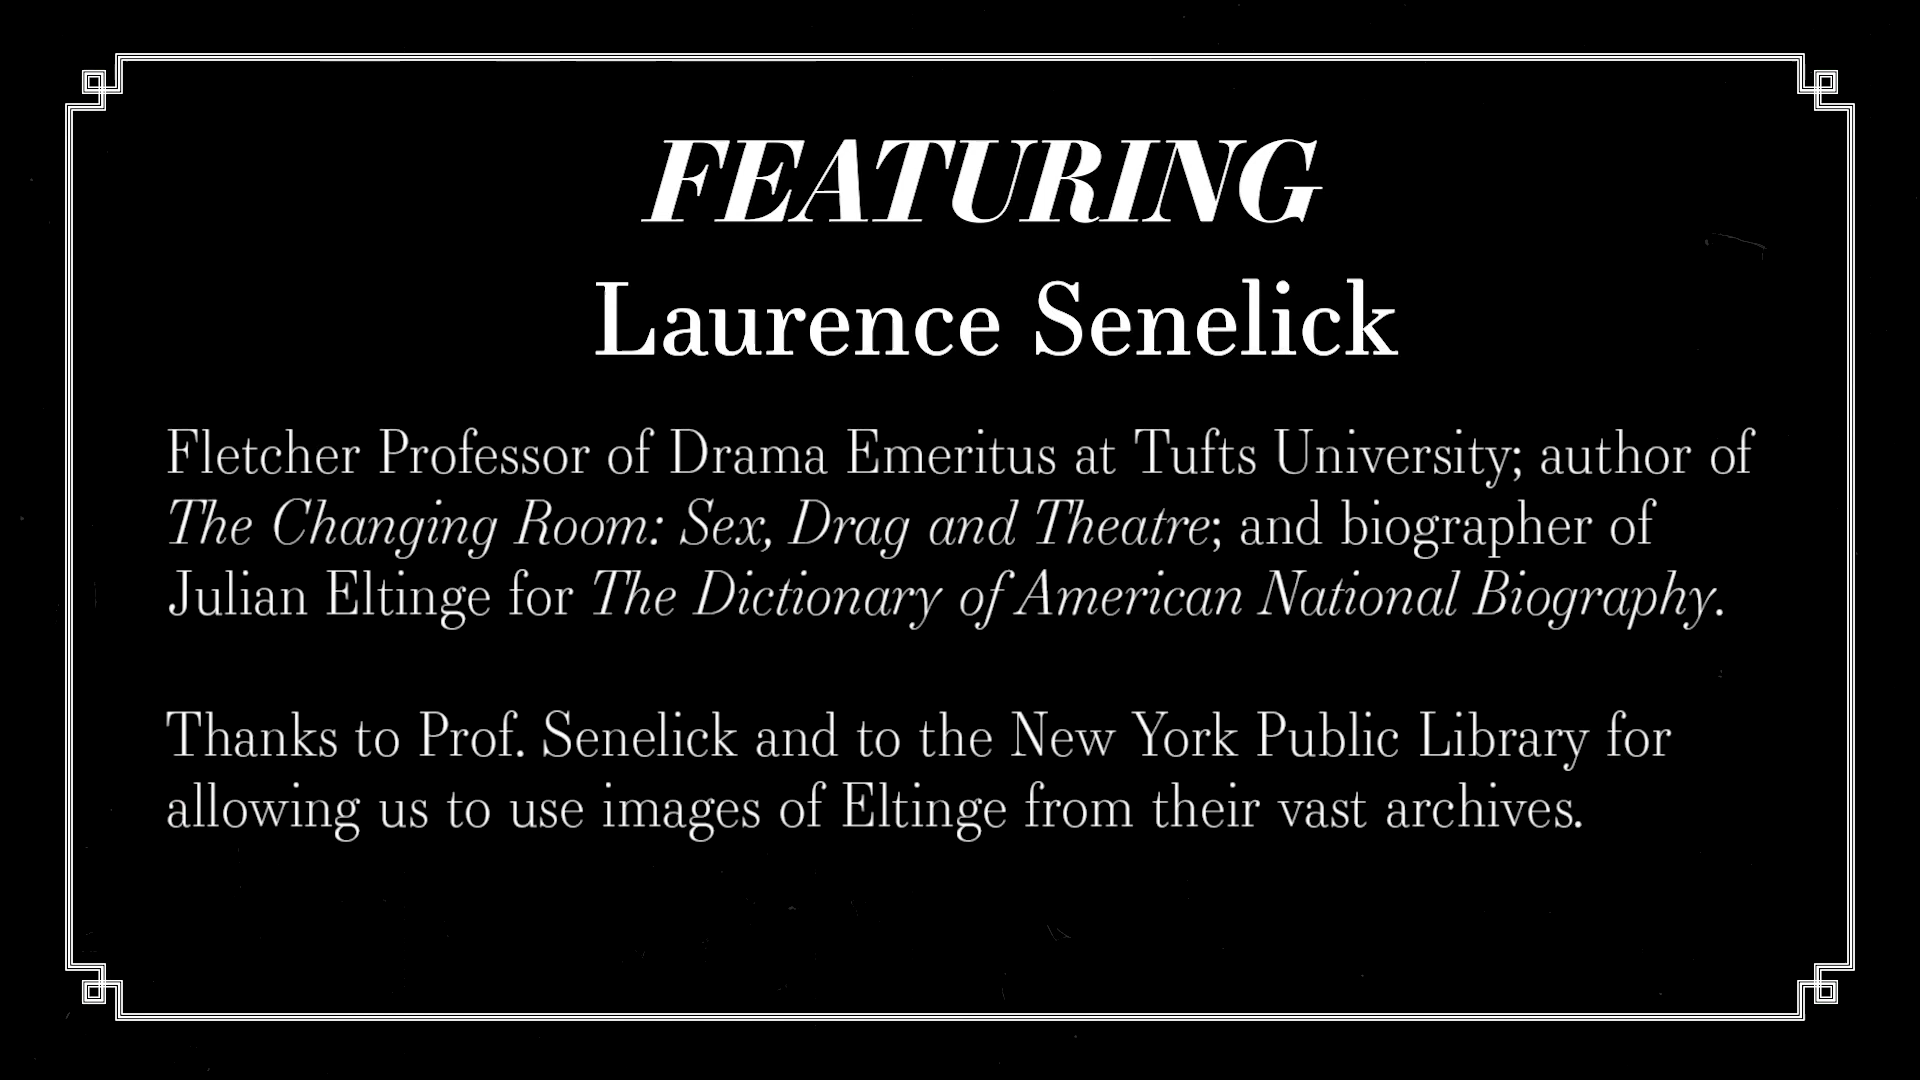 FEATURING
Laurence Senelick
Fletcher Professor of Drama Emeritus at Tufts University; author of
The Changing Room: Sex, Drag and Theatre; and biographer of
Julian Eltinge for The Dictionary of American National Biography.
Thanks to Prof. Senelick and to the New York Public Library for
allowing us to use images of Eltinge from their vast archives.